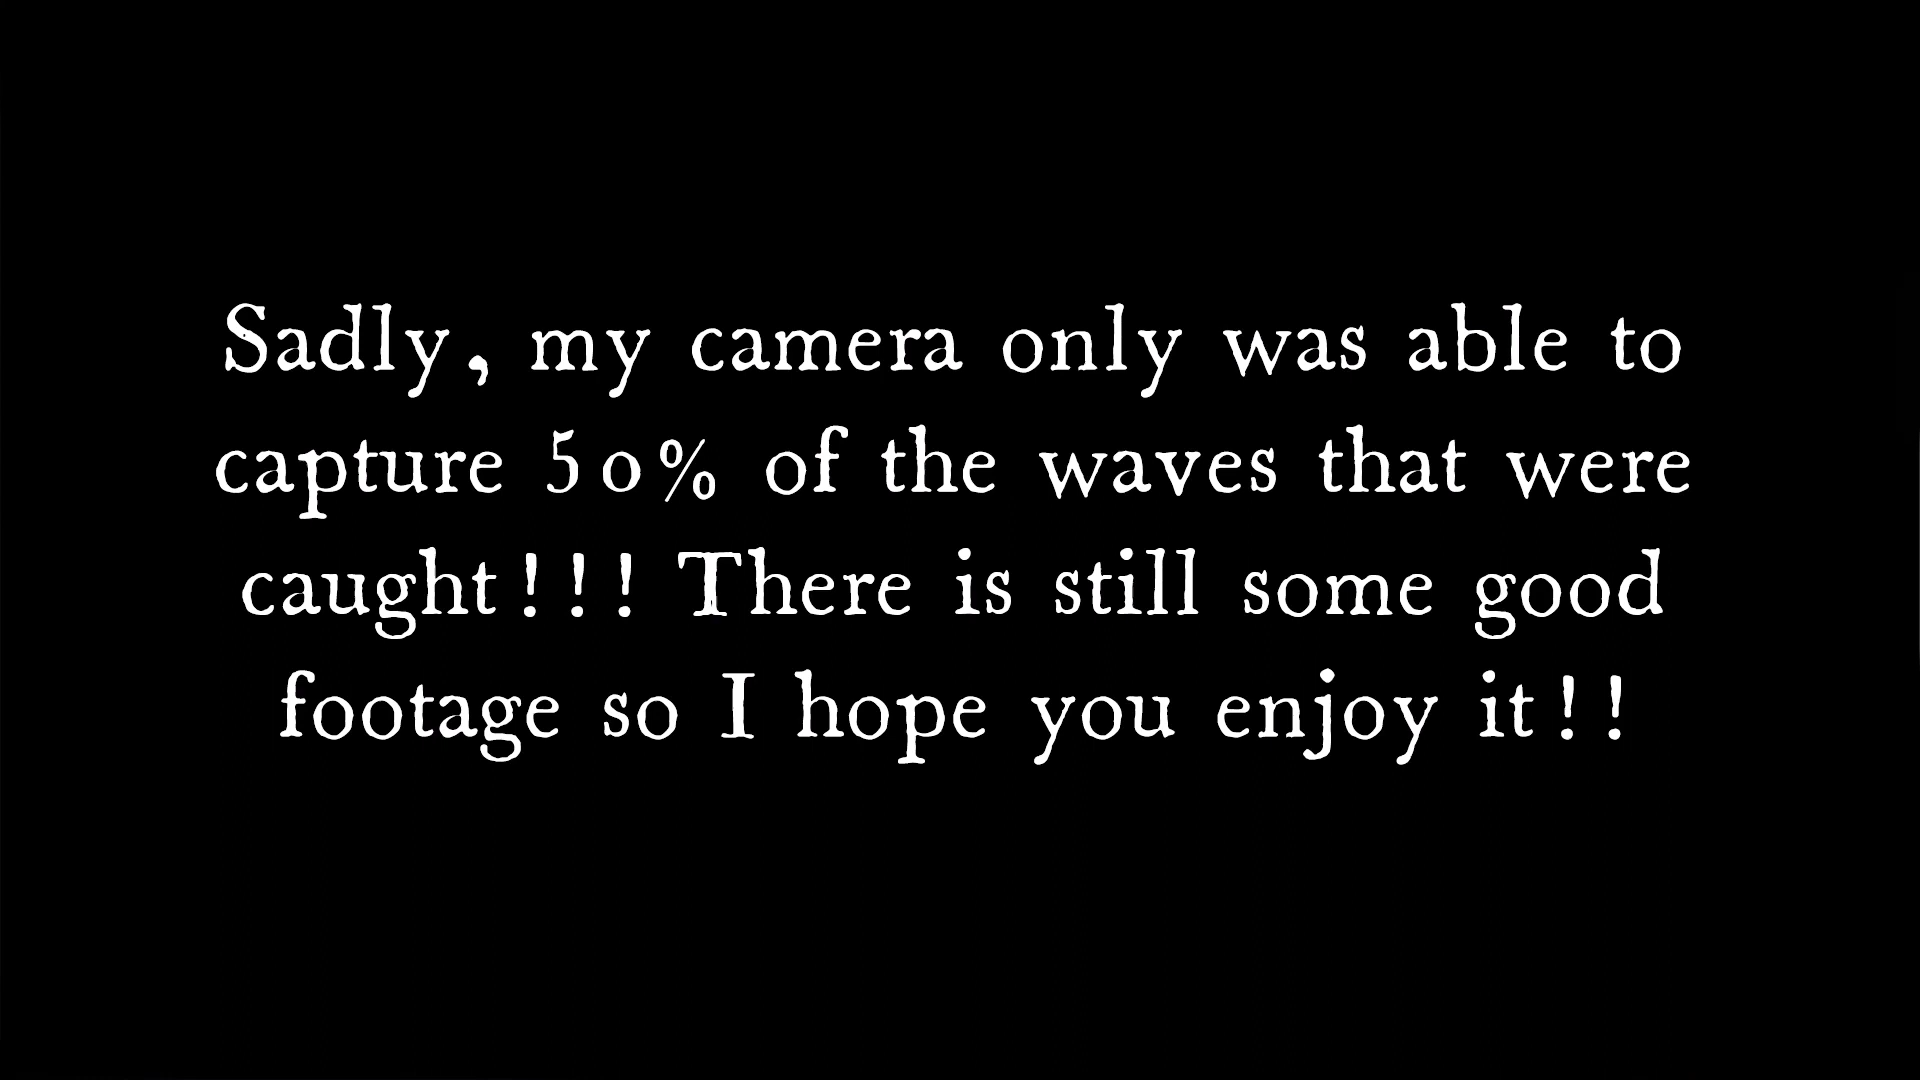 Sadly, my camera only was able to
capture 50% of the waves that were
caught!!! There is still some good
footage so I hope you enjoy it!!